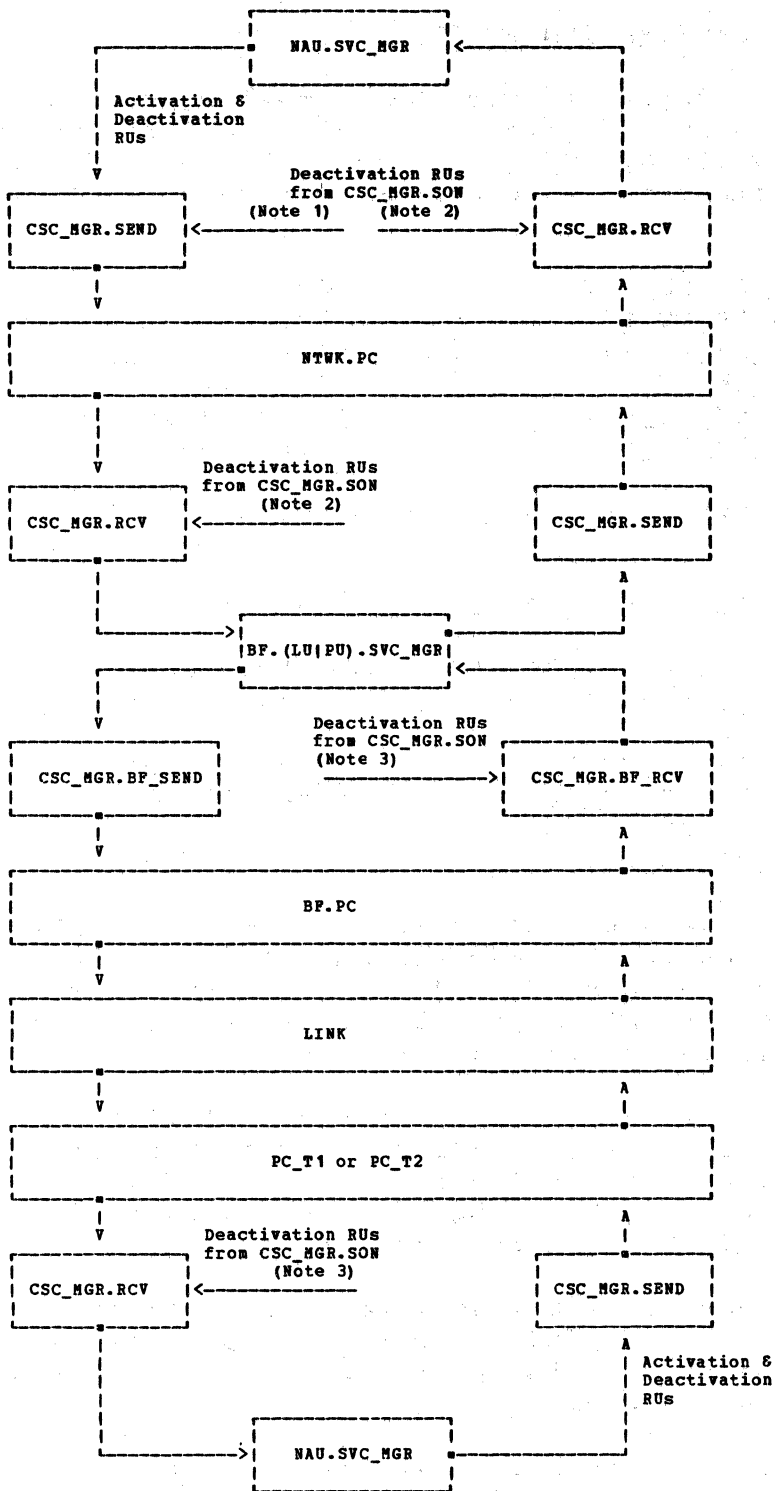 NAU.SVC_MGR
Activation &
Deactivation
RUs
Deactivation RUs
from CSC_MGR.SON
(Note 1) (Note 2)
CSC_MGR.SEND
CSC_MGR.RCV
NTWK.PC
Deactivation RUs
from CSC_MGR.SON
(Note 2)
CSC_MGR.RCV
CSC_MGR.SEND
BF.(LU|PU).SVC_MGR
Deactivation RUs
from CSC_MGR.SON
(Note 3)
CSC_MGR.BF_SEND
CSC_MGR.BF_RCV
BF.PC
LINK
PC_T1 or PC_T2
Deactivation RUs
from CSC_MGR.SON
(Note 3)
CSC_MGR.RCV
CSC_MGR.SEND
Activation &
Deactivation
RUs
NAU.SVC_MGR